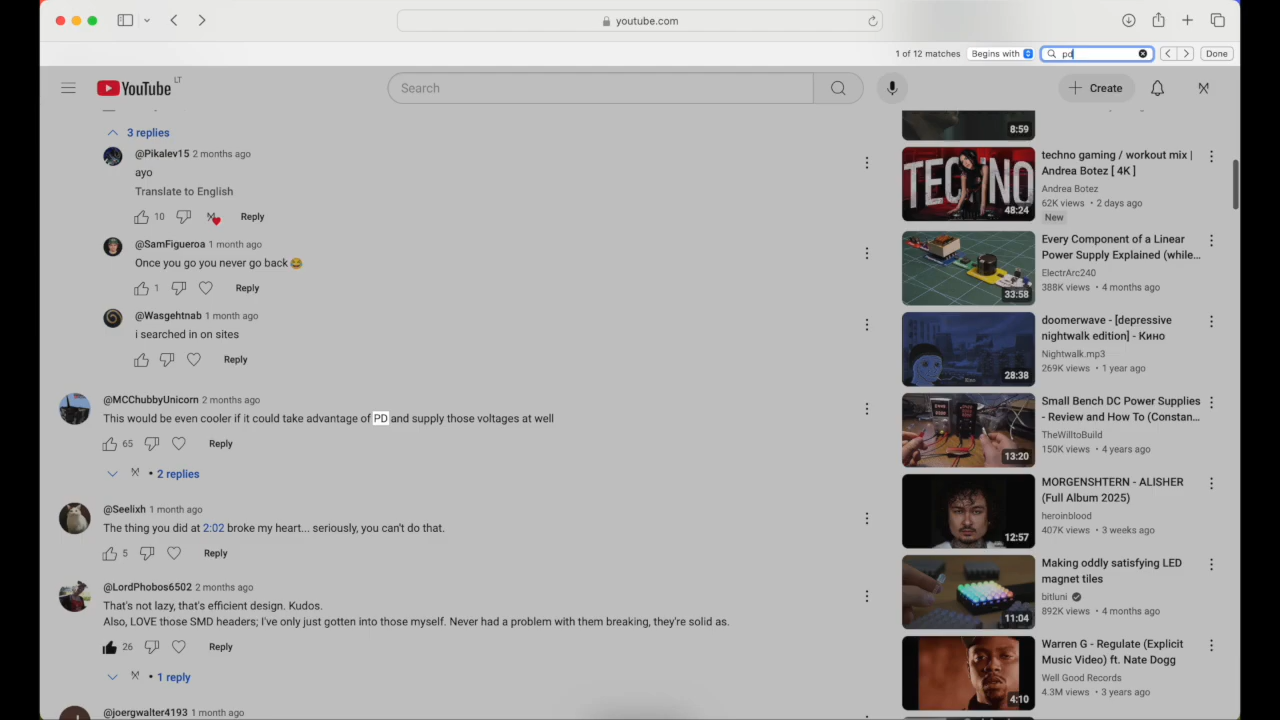 youtube.com
1 of 12 matches
Begins with
pd
Done
YouTube
LT
Search
Create
3 replies
@Pikalev15 2 months ago
ayo
Translate to English
10
Reply
@SamFigueroa 1 month ago
Once you go you never go back😂
1
Reply
@Wasgehtnab 1 month ago
i searched in on sites
Reply
@MCChubbyUnicorn 2 months ago
This would be even cooler if it could take advantage of PD and supply those voltages at well
65
Reply
• 2 replies
@Seelixh 1 month ago
The thing you did at 2:02 broke my heart... seriously, you can't do that.
5
Reply
@LordPhobos6502 2 months ago
That's not lazy, that's efficient design. Kudos.
Also, LOVE those SMD headers; I've only just gotten into those myself. Never had a problem with them breaking, they're solid as.
26
Reply
• 1 reply
@joergwalter4193 1 month ago
8:59
TECHNO
48:24
techno gaming / workout mix |
Andrea Botez [ 4K ]
Andrea Botez
62K views • 2 days ago
New
33:58
Every Component of a Linear
Power Supply Explained (while...
ElectrArc240
388K views • 4 months ago
28:38
doomerwave - [depressive
nightwalk edition] - Кино
Nightwalk.mp3
269K views • 1 year ago
13:20
Small Bench DC Power Supplies
- Review and How To (Constan...
TheWilltoBuild
150K views • 4 years ago
12:57
MORGENSHTERN - ALISHER
(Full Album 2025)
heroinblood
407K views • 3 weeks ago
11:04
Making oddly satisfying LED
magnet tiles
bitluni
892K views • 4 months ago
4:10
Warren G - Regulate (Explicit
Music Video) ft. Nate Dogg
Well Good Records
4.3M views • 3 years ago